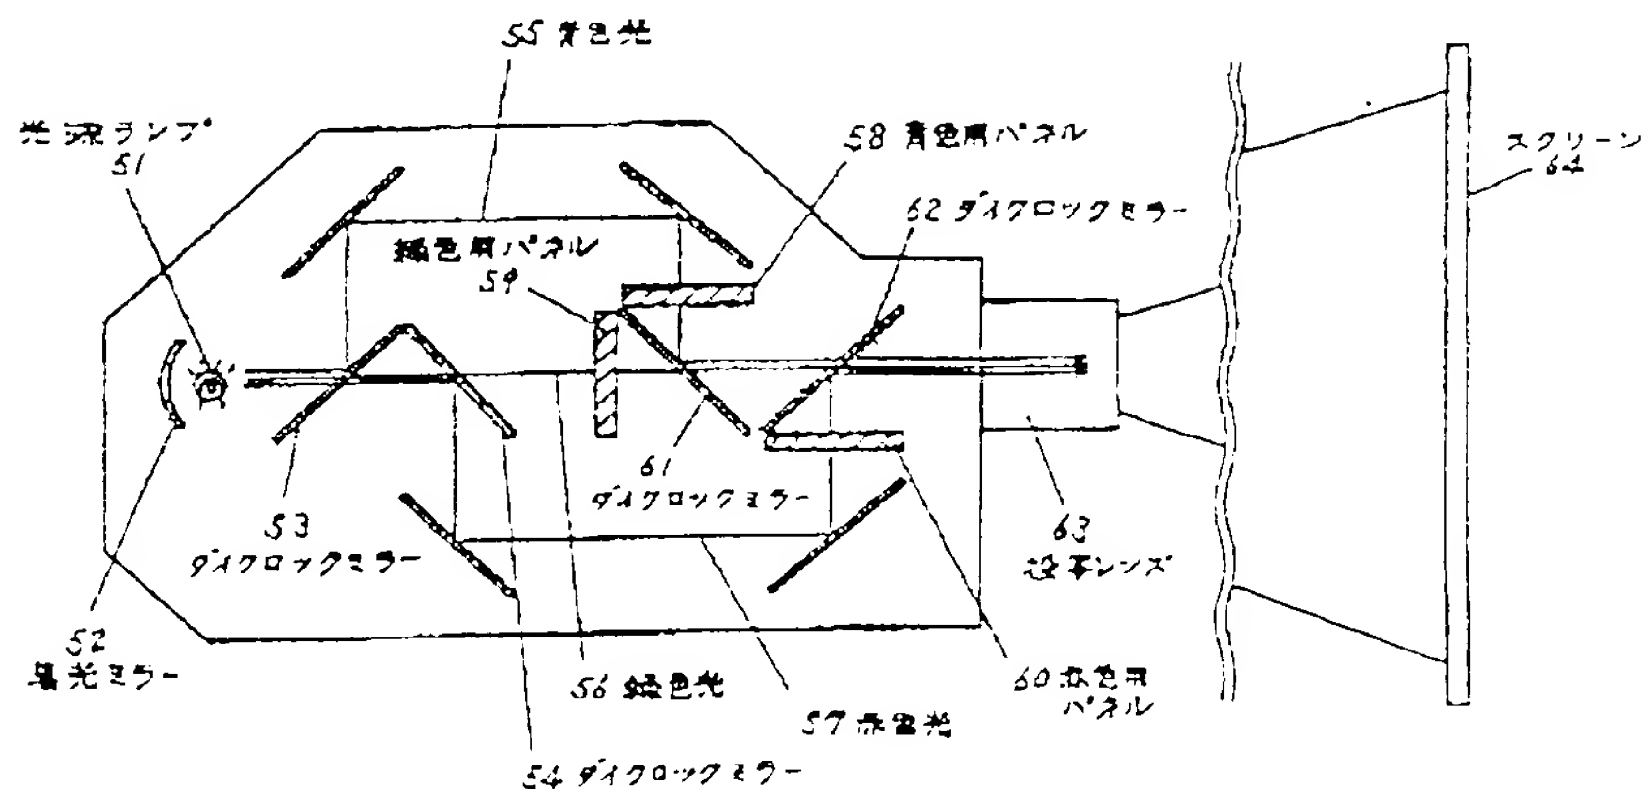 55 青色光
光源ランプ
51
58 青色用パネル
スクリーン
64
62 ダイクロックミラー
緑色用パネル
59
61
ダイクロックミラー
53
ダイクロックミラー
63
投写レンズ
52
集光ミラー
56 緑色光
60 赤色用
パネル
57 赤色光
54 ダイクロックミラー